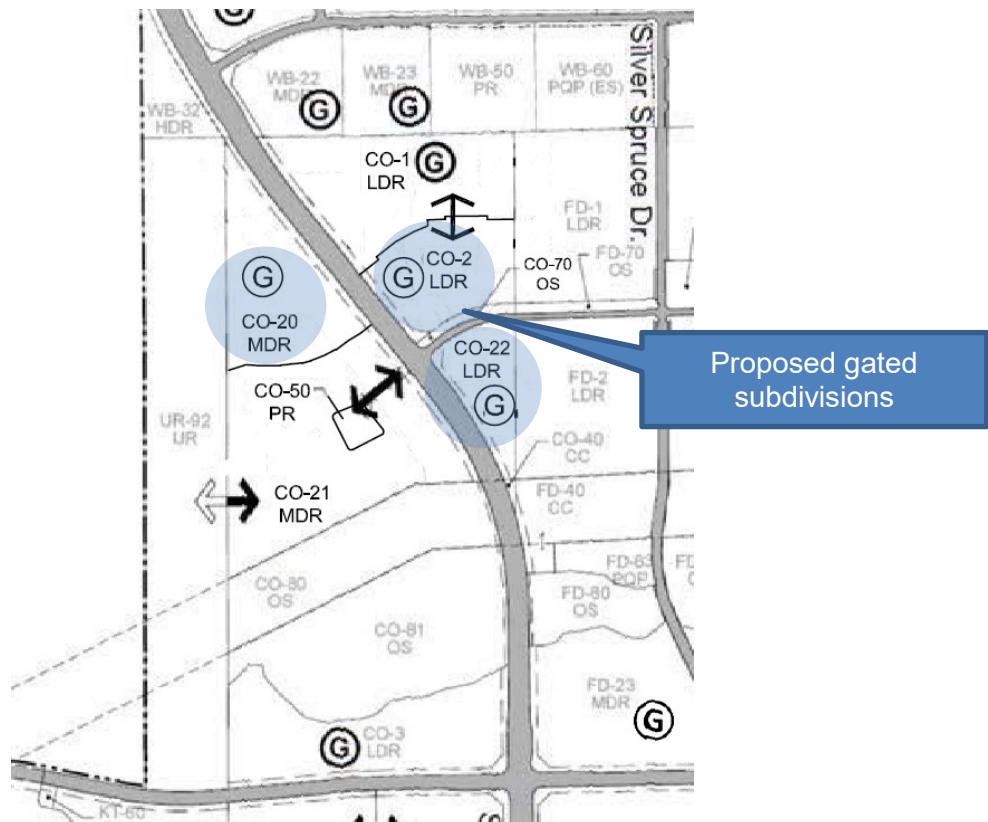 G
WB-22
MDR
G
WB-23
MDR
G
WB-50
PR
WB-60
PQP (ES)
Silver Spruce Dr.
WB-32
HDR
CO-1
LDR
G
FD-1
LDR
G
CO-20
MDR
G
CO-2
LDR
CO-70
OS
FD-70
OS
CO-22
LDR
G
Proposed gated
subdivisions
FD-2
LDR
CO-50
PR
UR-92
UR
CO-40
CC
CO-21
MDR
FD-40
CC
CO-80
OS
FD-83
PQP
FD-80
OS
CO-81
OS
FD-23
MDR
G
G
CO-3
LDR
KT-60